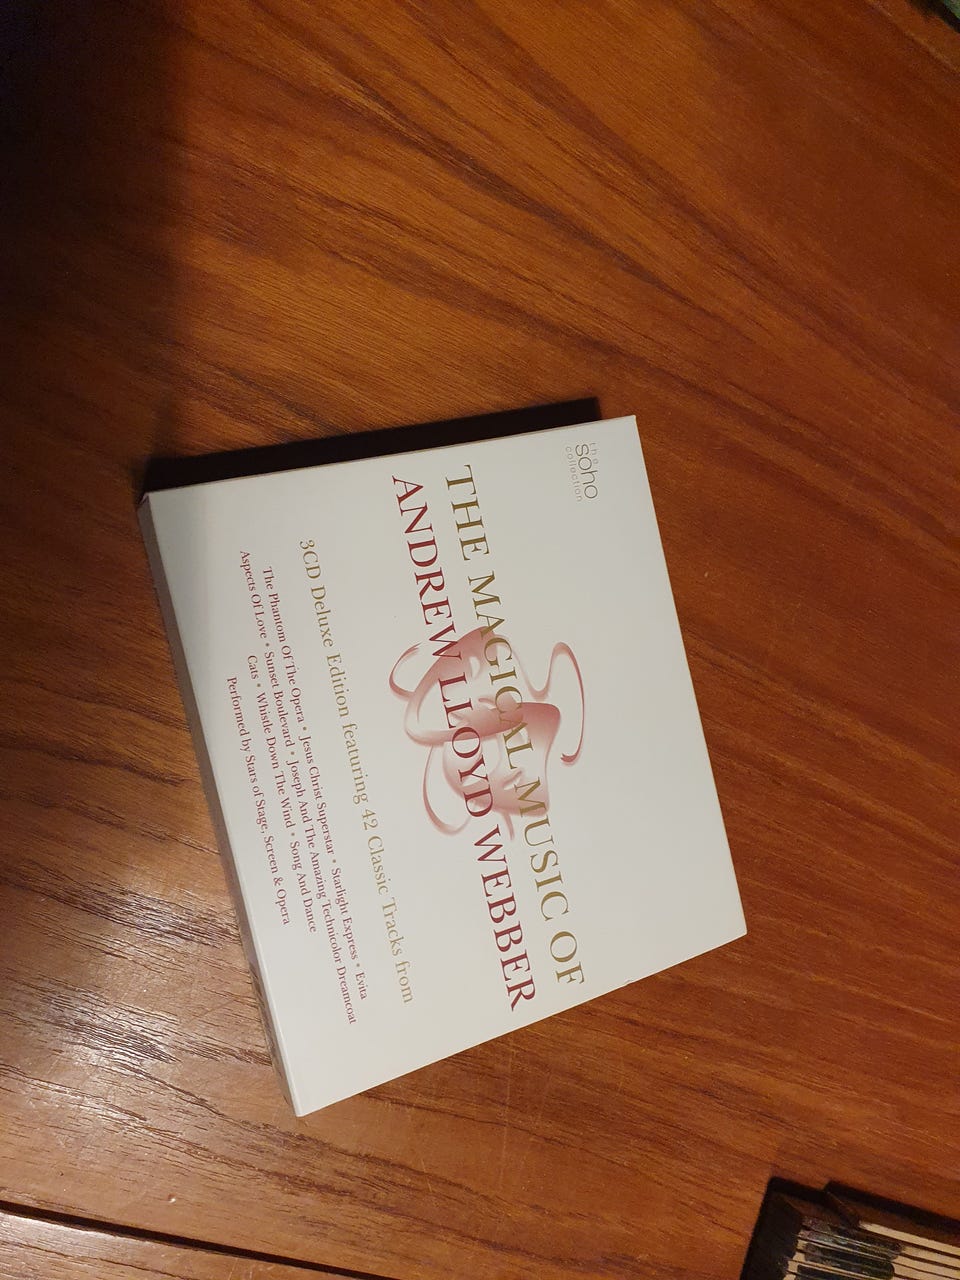 the
soho
collection
THE MAGICAL MUSIC OF
ANDREW LLOYD WEBBER
3CD Deluxe Edition featuring 42 Classic Tracks from
The Phantom Of The Opera • Jesus Christ Superstar • Starlight Express • Evita
Aspects Of Love • Sunset Boulevard • Joseph And The Amazing Technicolor Dreamcoat
Cats • Whistle Down The Wind • Song And Dance
Performed by Stars of Stage, Screen & Opera